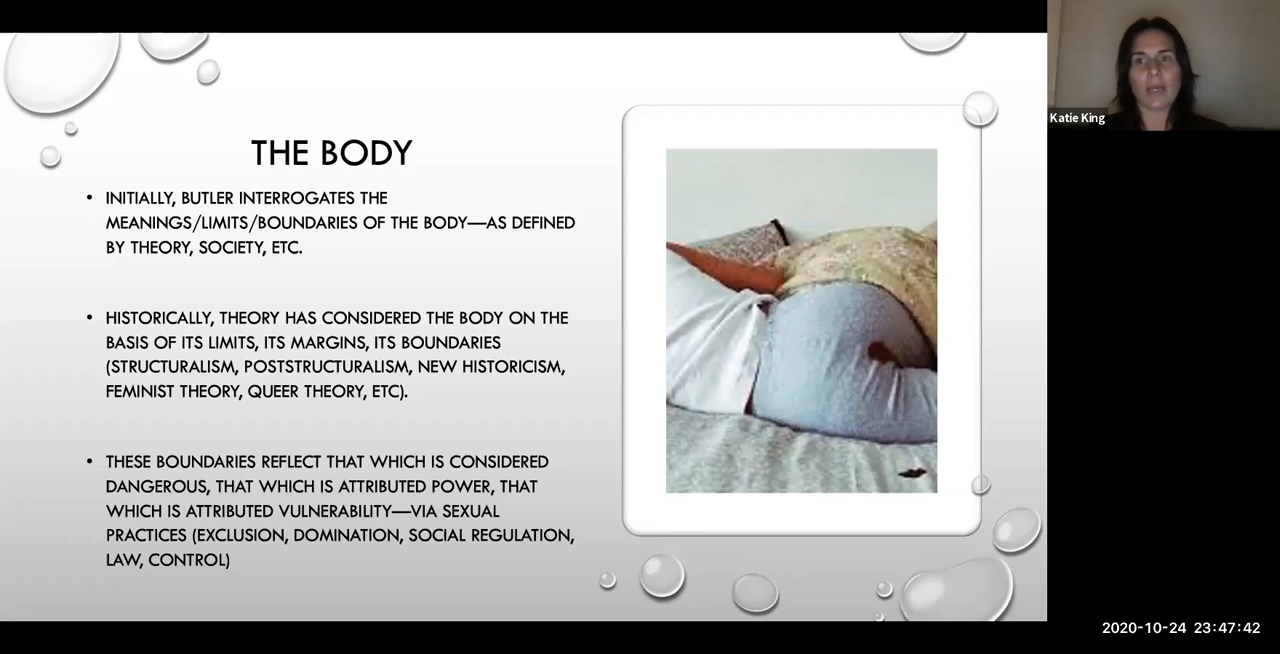 THE BODY
• INITIALLY, BUTLER INTERROGATES THE
MEANINGS/LIMITS/BOUNDARIES OF THE BODY—AS DEFINED
BY THEORY, SOCIETY, ETC.
• HISTORICALLY, THEORY HAS CONSIDERED THE BODY ON THE
BASIS OF ITS LIMITS, ITS MARGINS, ITS BOUNDARIES
(STRUCTURALISM, POSTSTRUCTURALISM, NEW HISTORICISM,
FEMINIST THEORY, QUEER THEORY, ETC).
• THESE BOUNDARIES REFLECT THAT WHICH IS CONSIDERED
DANGEROUS, THAT WHICH IS ATTRIBUTED POWER, THAT
WHICH IS ATTRIBUTED VULNERABILITY—VIA SEXUAL
PRACTICES (EXCLUSION, DOMINATION, SOCIAL REGULATION,
LAW, CONTROL)
Katie King
2020-10-24 23:47:42